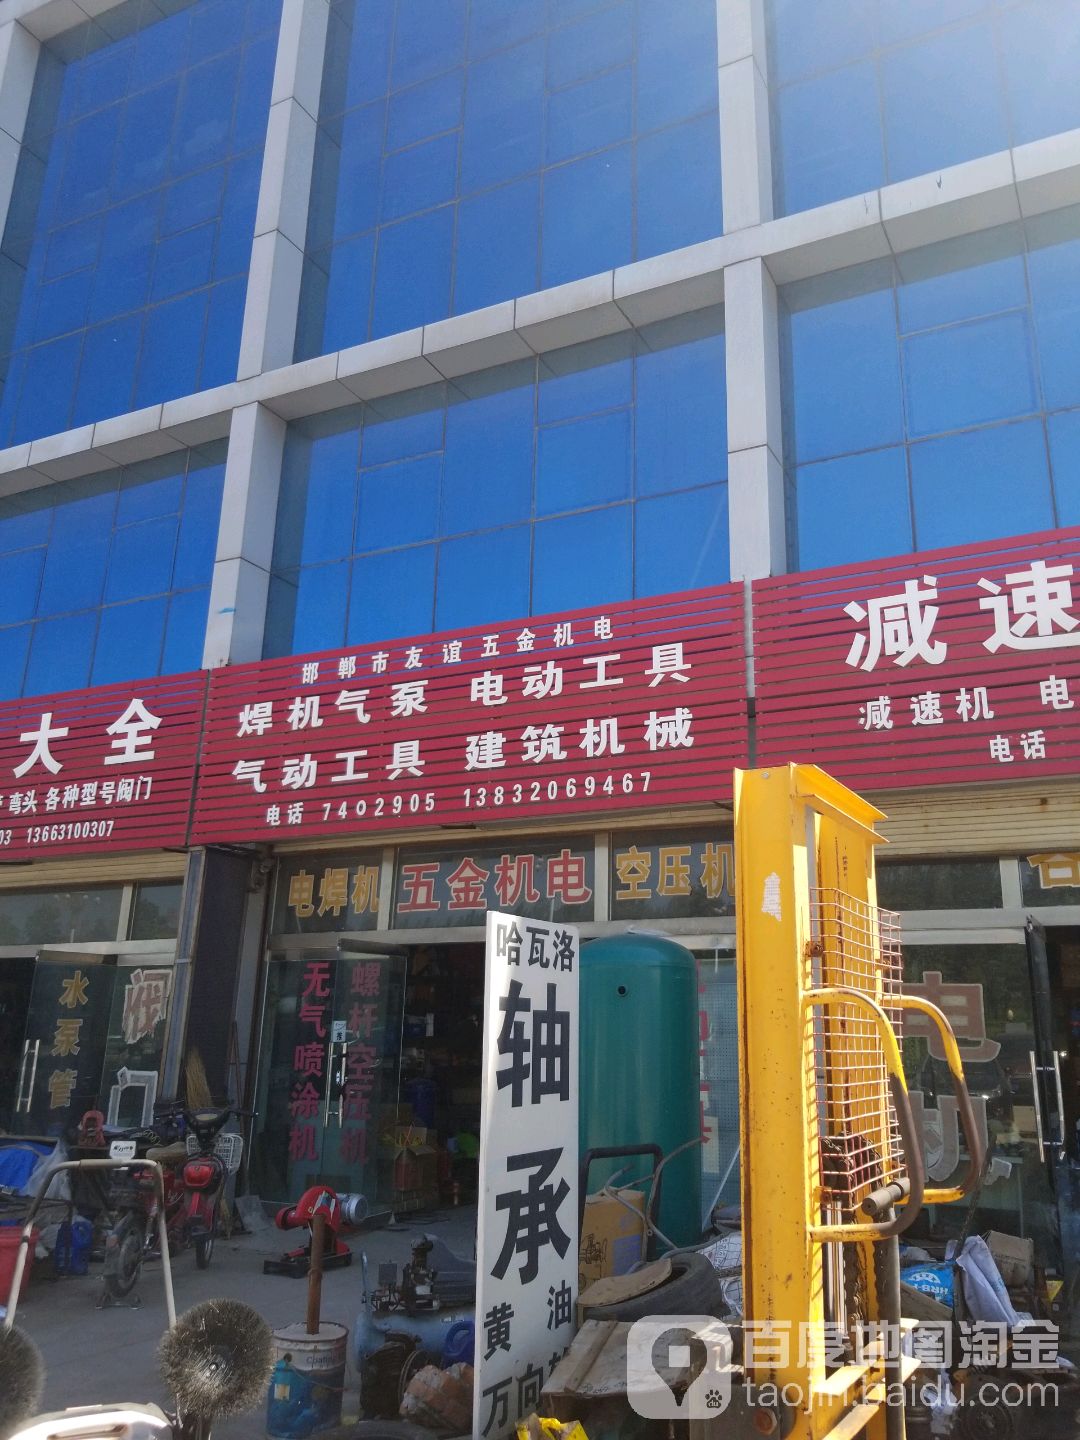 邯郸市友谊五金机电
焊机气泵 电动工具
气动工具 建筑机械
电话 7402905 13832069467
大全
弯头 各种型号阀门
03 13663100307
减速
减速机 电
电话
电焊机
五金机电
空压机
水泵管
阀
无气喷涂机
螺杆空压机
哈瓦洛
轴承
黄油
万向
电
百度地图淘金
taojin.baidu.com